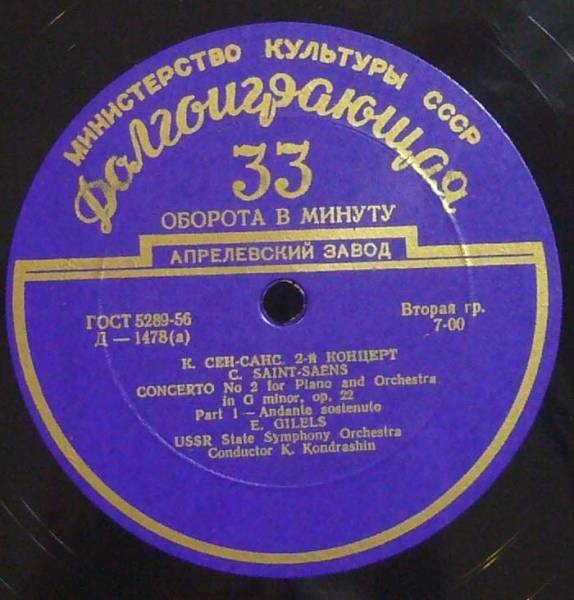 МИНИСТЕРСТВО КУЛЬТУРЫ СССР
Долгоиграющая
33
ОБОРОТА В МИНУТУ
АПРЕЛЕВСКИЙ ЗАВОД
ГОСТ 5289-56
Д — 1478(а)
Вторая гр.
7-00
К. СЕН-САНС. 2-й КОНЦЕРТ
C. SAINT-SAENS
CONCERTO No 2 for Piano and Orchestra
in G minor, op. 22
Part 1 — Andante sostenuto
E. GILELS
USSR State Symphony Orchestra
Conductor K. Kondrashin